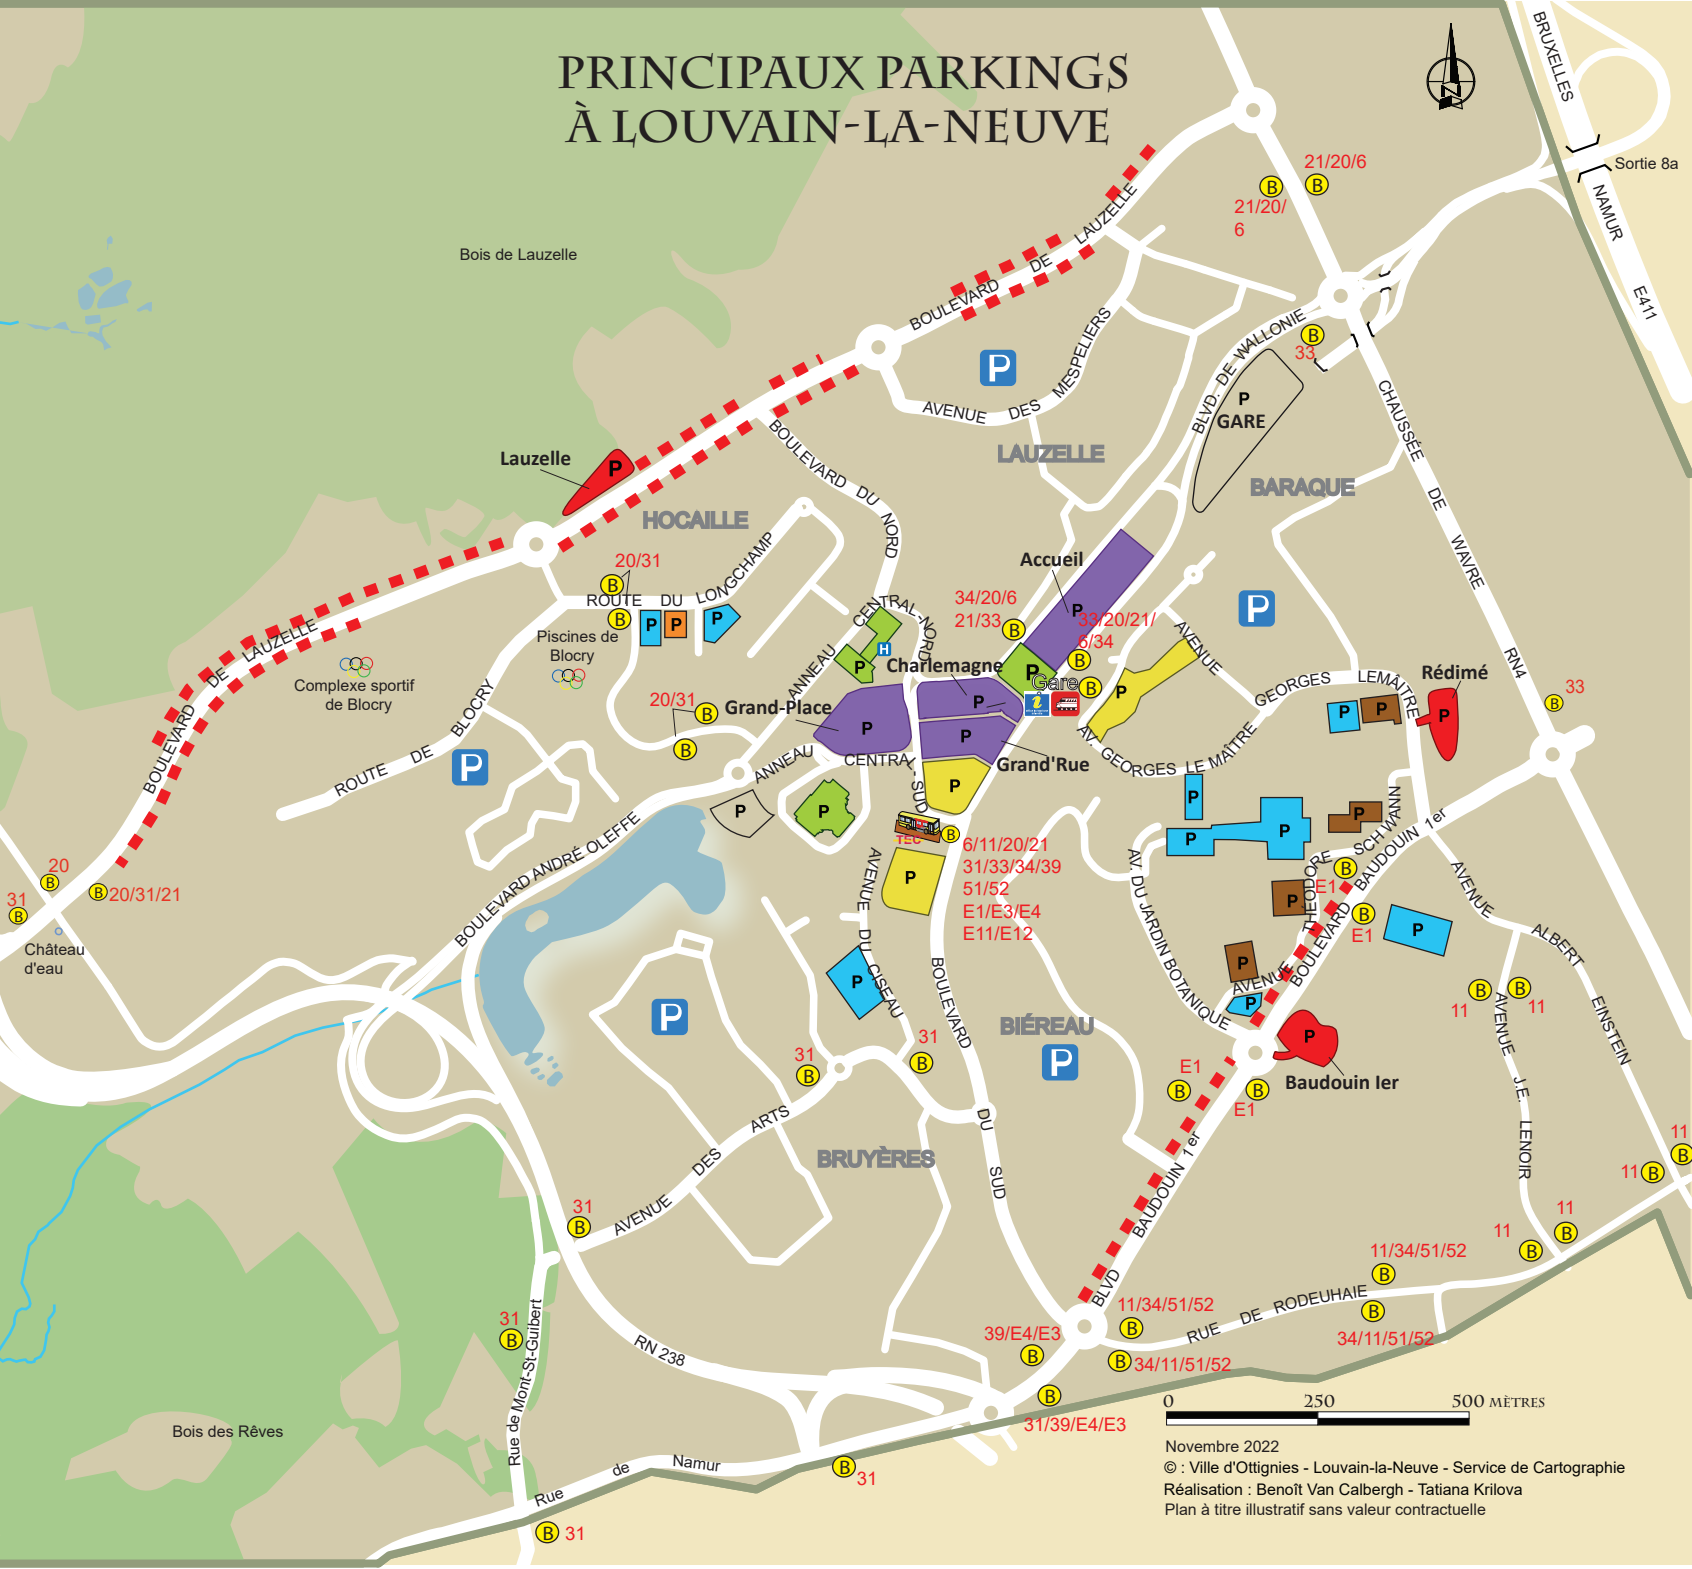 PRINCIPAUX PARKINGS
À LOUVAIN-LA-NEUVE
BRUXELLES
Sortie 8a
NAMUR
E411
21/20/6
21/20/
6
Bois de Lauzelle
BOULEVARD DE LAUZELLE
P
AVENUE DES MESPELIERS
BLVD. DE WALLONIE
B
33
P
GARE
CHAUSSÉE DE WAVRE
RN4
LAUZELLE
BARAQUE
Lauzelle
P
HOCAILLE
BOULEVARD DU NORD
20/31
B
B
ROUTE DU LONGCHAMP
P
P
P
Piscines de
Blocry
Complexe sportif
de Blocry
BOULEVARD DE LAUZELLE
ROUTE DE BLOCRY
P
Accueil
P
34/20/6
21/33
B
33/20/21/
6/34
B
B
P
ANNEAU CENTRAL-NORD
H
P
Charlemagne
P
P
Gare
i
P
AVENUE GEORGES LEMAÎTRE
P
P
Rédimé
P
33
B
20/31
B
B
Grand-Place
P
P
Grand'Rue
AV. GEORGES LE MAÎTRE
ANNEAU CENTRAL-SUD
P
P
P
TEC
B
6/11/20/21
31/33/34/39
51/52
E1/E3/E4
E11/E12
P
P
P
P
P
AVENUE THÉODORE SCHWANN
BOULEVARD BAUDOUIN 1er
B
E1
B
E1
P
P
P
P
AV. DU JARDIN BOTANIQUE
AVENUE ALBERT EINSTEIN
BOULEVARD ANDRÉ OLEFFE
AVENUE DU CISEAU
P
20
B
31
B
B
20/31/21
Château
d'eau
P
BOULEVARD DU SUD
BIÉREAU
P
P
Baudouin Ier
11
B
B
11
AVENUE J.E. LENOIR
31
B
31
B
E1
B
B
E1
AVENUE DES ARTS
BRUYÈRES
31
B
BLVD BAUDOUIN 1er
11
B
11
B
11
B
11
B
11/34/51/52
B
RUE DE RODEUHAIE
B
34/11/51/52
11/34/51/52
B
B
34/11/51/52
39/E4/E3
B
B
31/39/E4/E3
31
B
Rue de Mont-St-Guibert
RN 238
Bois des Rêves
Rue de Namur
B
31
B
31
0 250 500 MÈTRES
Novembre 2022
© : Ville d'Ottignies - Louvain-la-Neuve - Service de Cartographie
Réalisation : Benoît Van Calbergh - Tatiana Krilova
Plan à titre illustratif sans valeur contractuelle